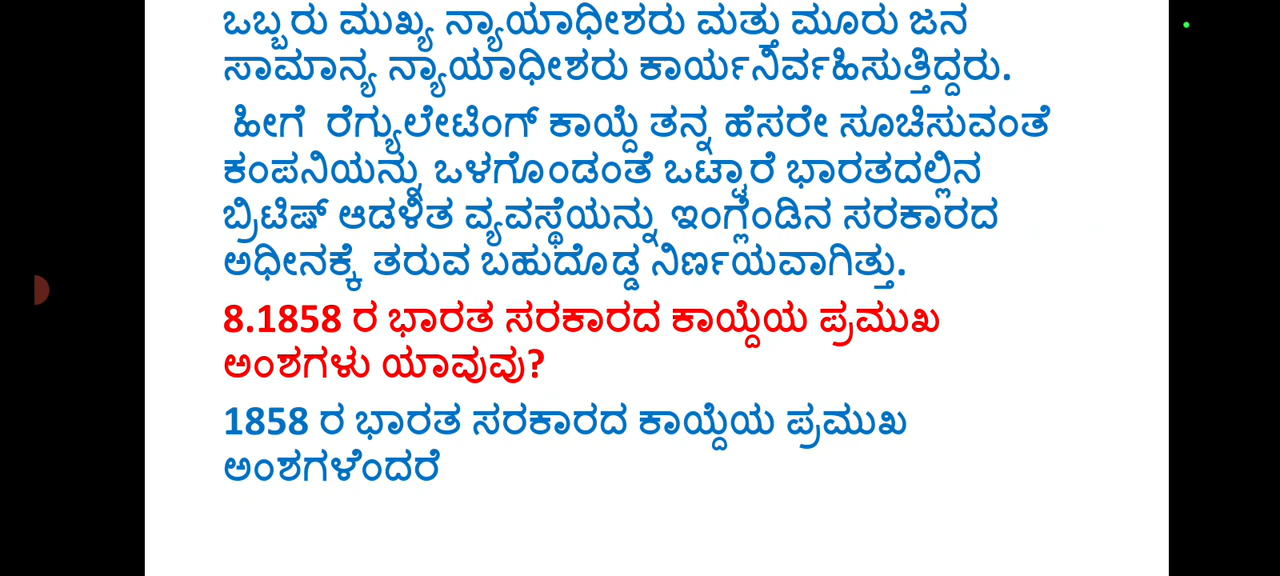 ಒಬ್ಬರು ಮುಖ್ಯ ನ್ಯಾಯಾಧೀಶರು ಮತ್ತು ಮೂರು ಜನ
ಸಾಮಾನ್ಯ ನ್ಯಾಯಾಧೀಶರು ಕಾರ್ಯನಿರ್ವಹಿಸುತ್ತಿದ್ದರು.
ಹೀಗೆ ರೆಗ್ಯುಲೇಟಿಂಗ್ ಕಾಯ್ದೆ ತನ್ನ ಹೆಸರೇ ಸೂಚಿಸುವಂತೆ
ಕಂಪನಿಯನ್ನು ಒಳಗೊಂಡಂತೆ ಒಟ್ಟಾರೆ ಭಾರತದಲ್ಲಿನ
ಬ್ರಿಟಿಷ್ ಆಡಳಿತ ವ್ಯವಸ್ಥೆಯನ್ನು ಇಂಗ್ಲೆಂಡಿನ ಸರಕಾರದ
ಅಧೀನಕ್ಕೆ ತರುವ ಬಹುದೊಡ್ಡ ನಿರ್ಣಯವಾಗಿತ್ತು.
8.1858 ರ ಭಾರತ ಸರಕಾರದ ಕಾಯ್ದೆಯ ಪ್ರಮುಖ
ಅಂಶಗಳು ಯಾವುವು?
1858 ರ ಭಾರತ ಸರಕಾರದ ಕಾಯ್ದೆಯ ಪ್ರಮುಖ
ಅಂಶಗಳೆಂದರೆ